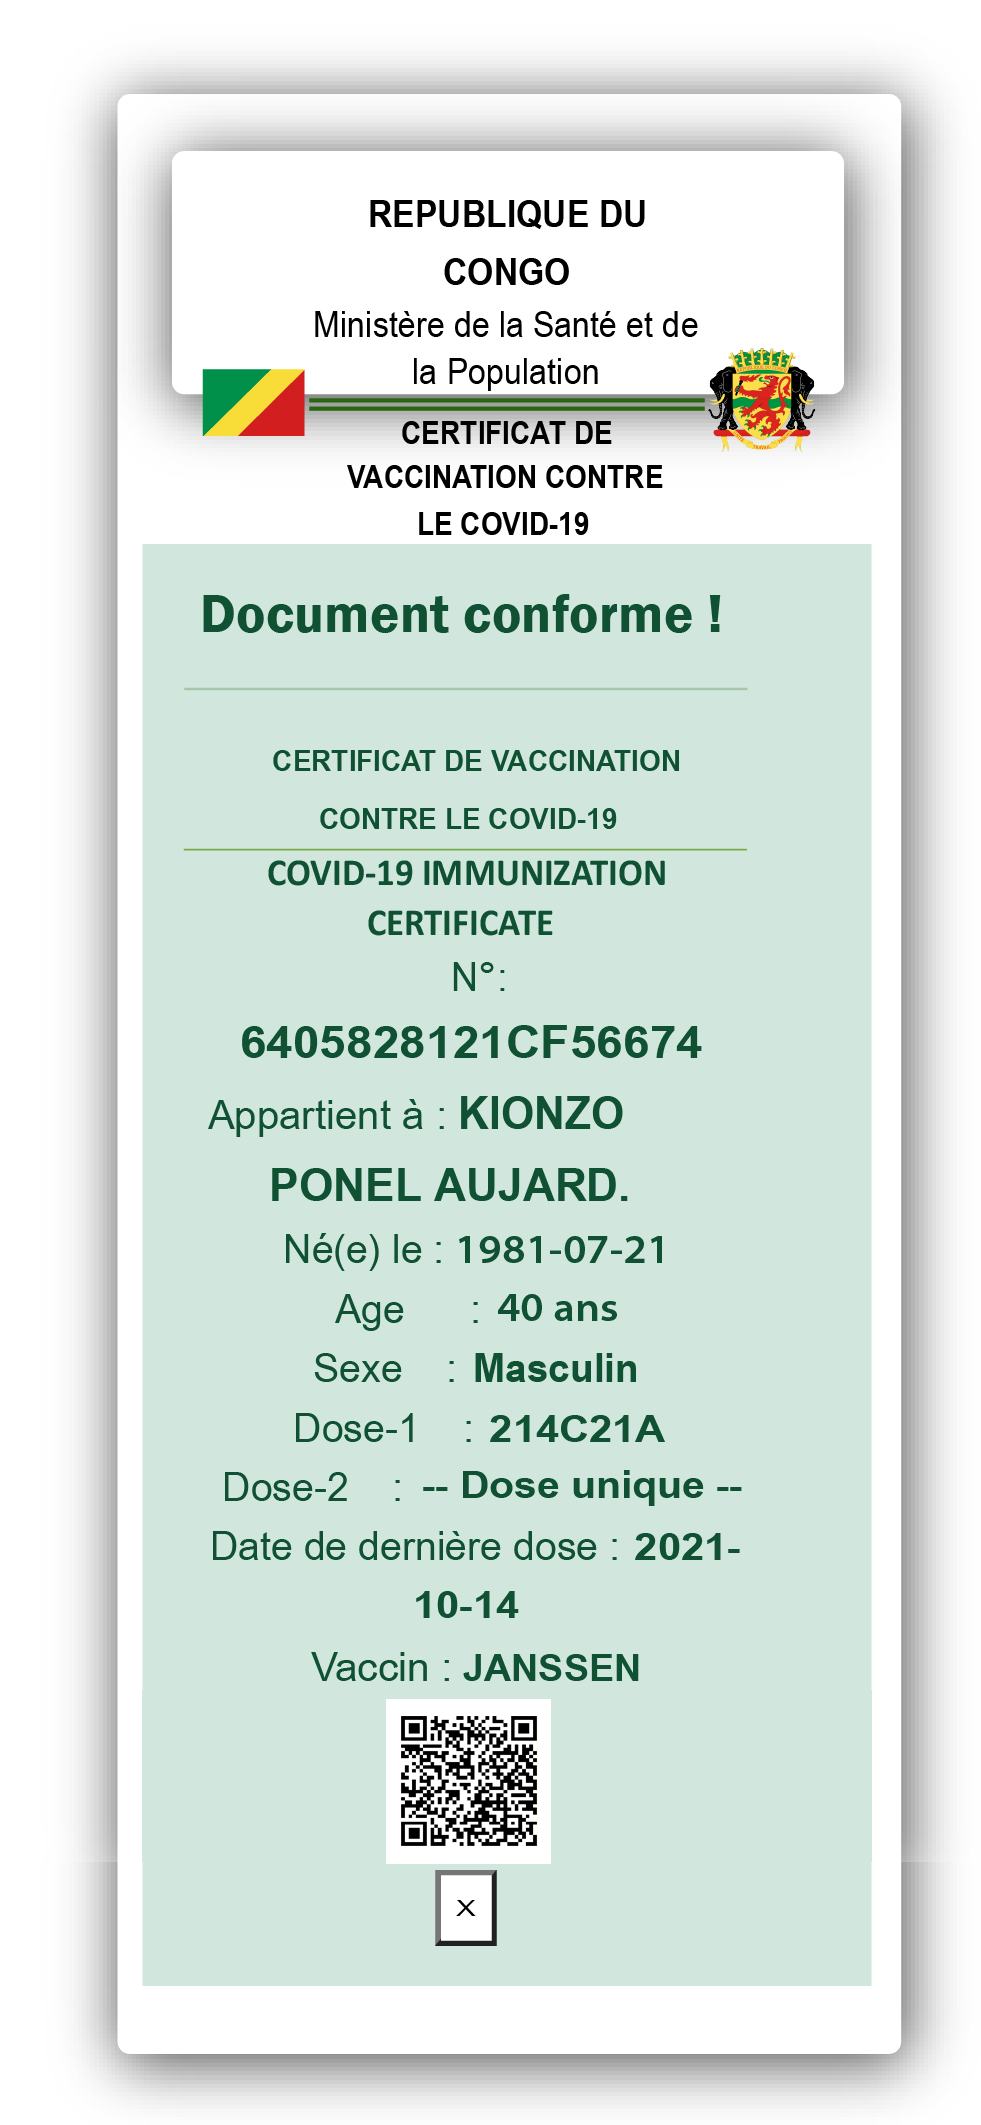 REPUBLIQUE DU
CONGO
Ministère de la Santé et de
la Population
CERTIFICAT DE
VACCINATION CONTRE
LE COVID-19
Document conforme !
CERTIFICAT DE VACCINATION
CONTRE LE COVID-19
COVID-19 IMMUNIZATION
CERTIFICATE
N°:
6405828121CF56674
Appartient à : KIONZO
PONEL AUJARD.
Né(e) le : 1981-07-21
Age : 40 ans
Sexe : Masculin
Dose-1 : 214C21A
Dose-2 : -- Dose unique --
Date de dernière dose : 2021-
10-14
Vaccin : JANSSEN
X